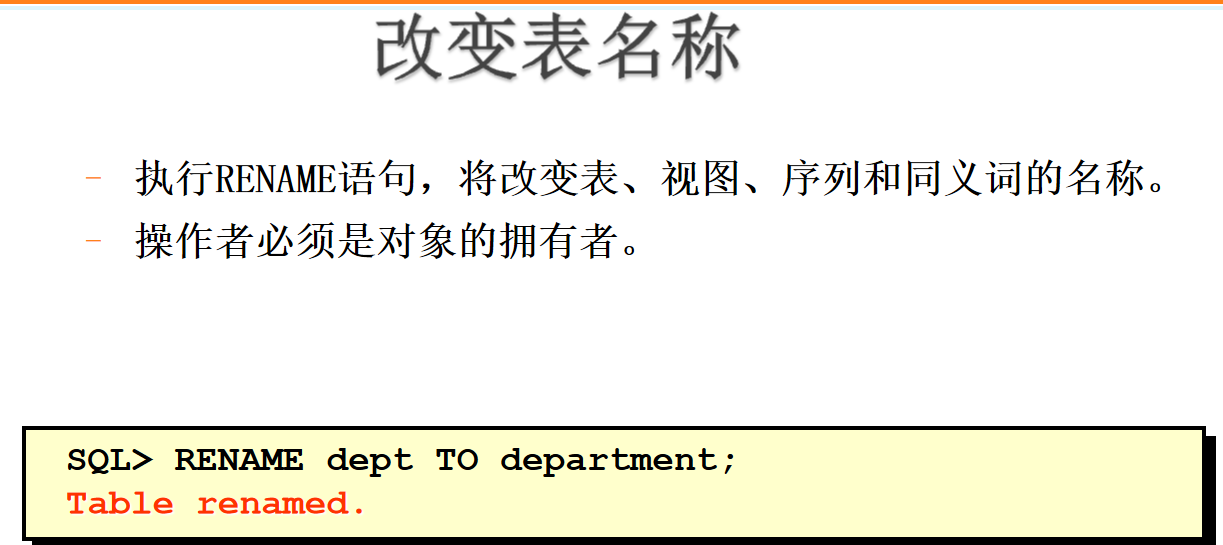 改变表名称
– 执行RENAME语句，将改变表、视图、序列和同义词的名称。
– 操作者必须是对象的拥有者。
SQL> RENAME dept TO department;
Table renamed.